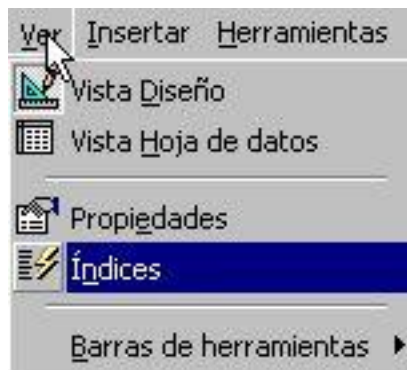 Ver Insertar Herramientas
Vista Diseño
Vista Hoja de datos
Propiedades
Índices
Barras de herramientas